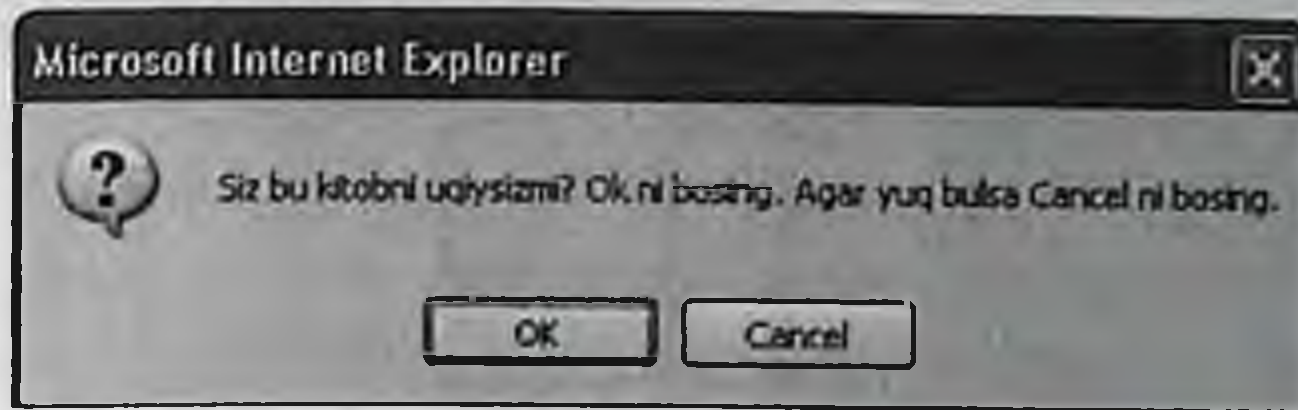 Microsoft Internet Explorer
Siz bu kitobni uqiysizmi? Ok ni bosing. Agar yuq bulsa Cancel ni bosing.
OK
Cancel